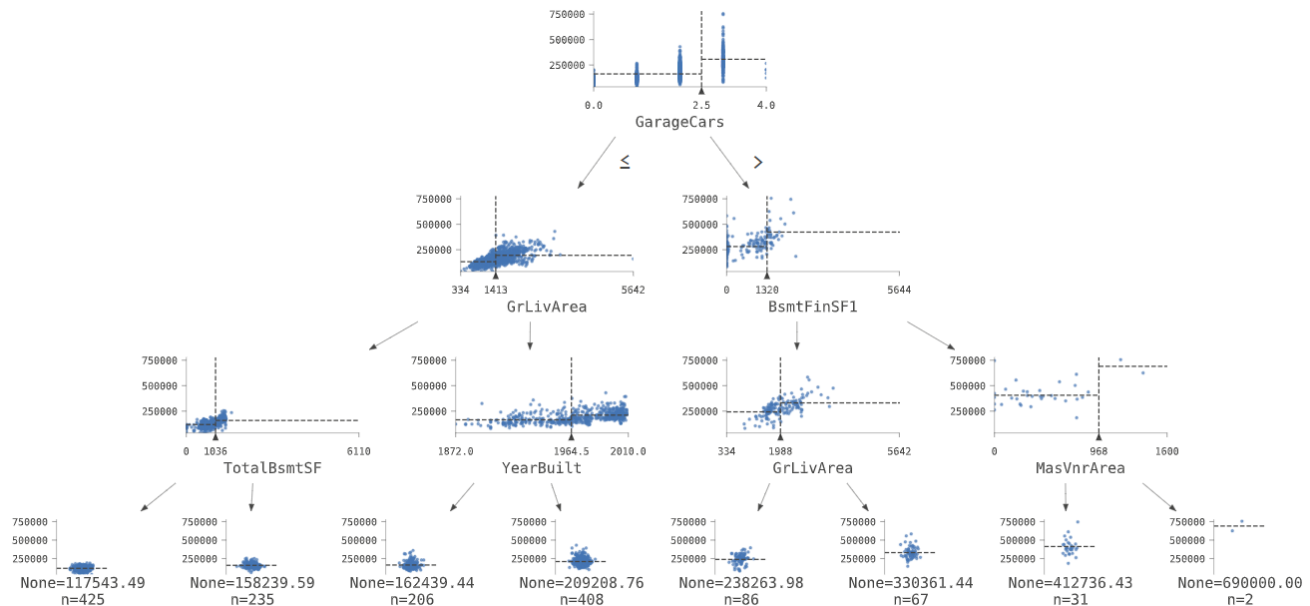 750000
500000
250000
0.0 2.5 4.0
GarageCars
≤ >
750000 750000
500000 500000
250000 250000
334 1413 5642 0 1320 5644
GrLivArea BsmtFinSF1
750000 750000 750000 750000
500000 500000 500000 500000
250000 250000 250000 250000
0 1036 6110 1872.0 1964.5 2010.0 334 1988 5642 0 968 1600
TotalBsmtSF YearBuilt GrLivArea MasVnrArea
750000 750000 750000 750000 750000 750000 750000 750000
500000 500000 500000 500000 500000 500000 500000 500000
250000 250000 250000 250000 250000 250000 250000 250000
None=117543.49 None=158239.59 None=162439.44 None=209208.76 None=238263.98 None=330361.44 None=412736.43 None=690000.00
n=425 n=235 n=206 n=408 n=86 n=67 n=31 n=2